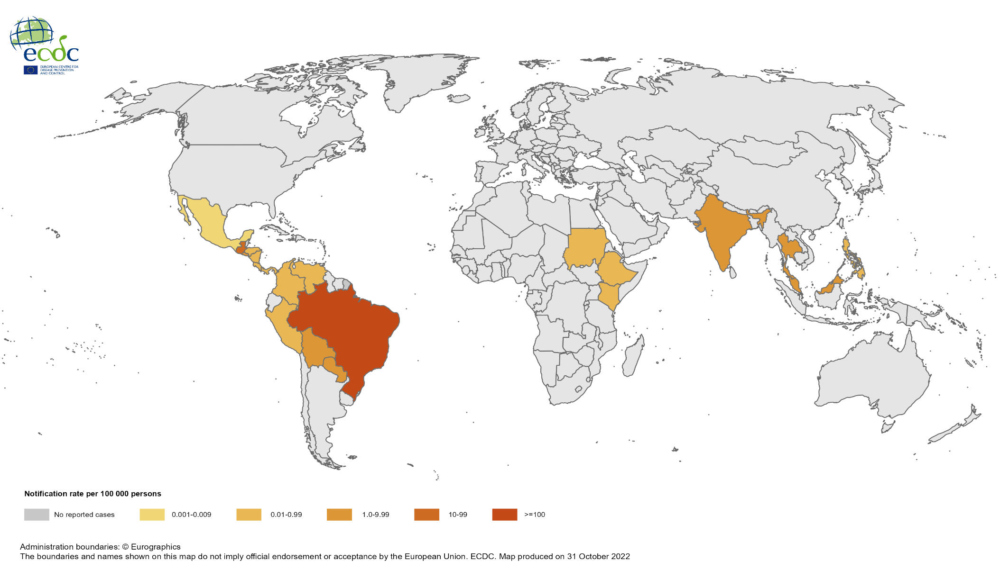 ecdc
EUROPEAN CENTRE FOR
DISEASE PREVENTION
AND CONTROL
Notification rate per 100 000 persons
No reported cases
0.001-0.009
0.01-0.99
1.0-9.99
10-99
>=100
Administration boundaries: © Eurographics
The boundaries and names shown on this map do not imply official endorsement or acceptance by the European Union. ECDC. Map produced on 31 October 2022